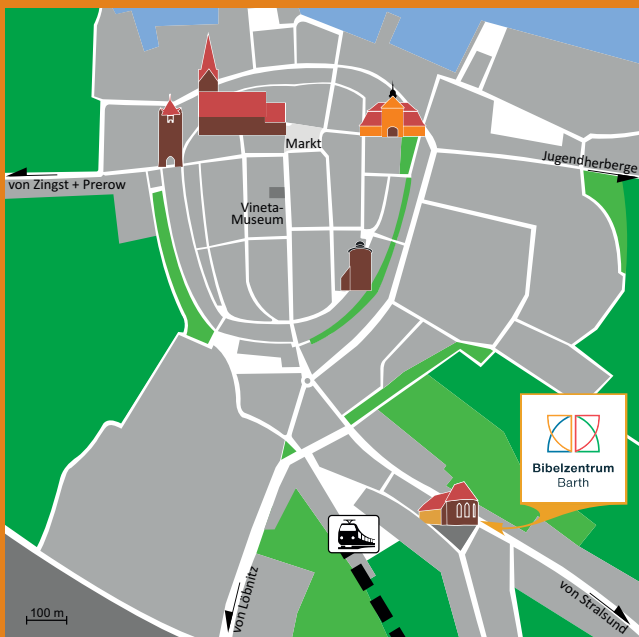 Markt
Jugendherberge
von Zingst + Prerow
Vineta-
Museum
Bibelzentrum
Barth
von Löbnitz
von Stralsund
100 m